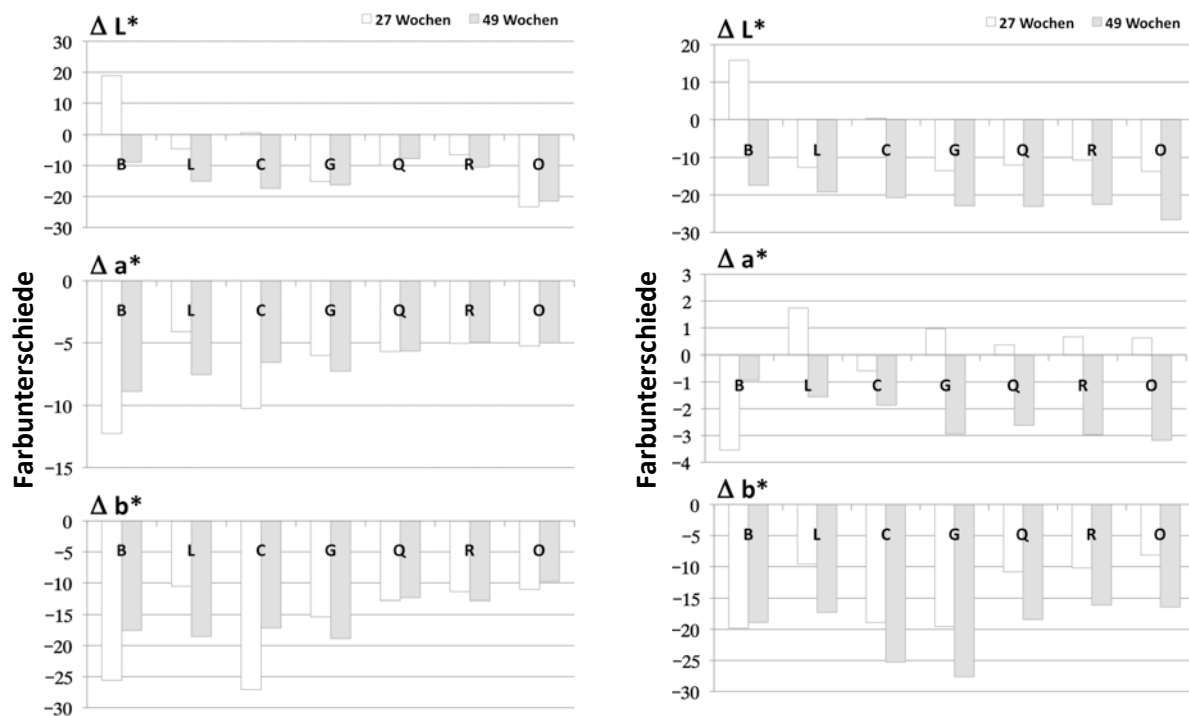 Δ L*
27 Wochen 49 Wochen
30
20
10
0
−10
−20
−30
B L C G Q R O
Δ a*
0
−5
−10
−15
B L C G Q R O
Δ b*
0
−5
−10
−15
−20
−25
−30
B L C G Q R O
Farbunterschiede
Δ L*
27 Wochen 49 Wochen
20
10
0
−10
−20
−30
B L C G Q R O
Δ a*
3
2
1
0
−1
−2
−3
−4
B L C G Q R O
Δ b*
0
−5
−10
−15
−20
−25
−30
B L C G Q R O
Farbunterschiede